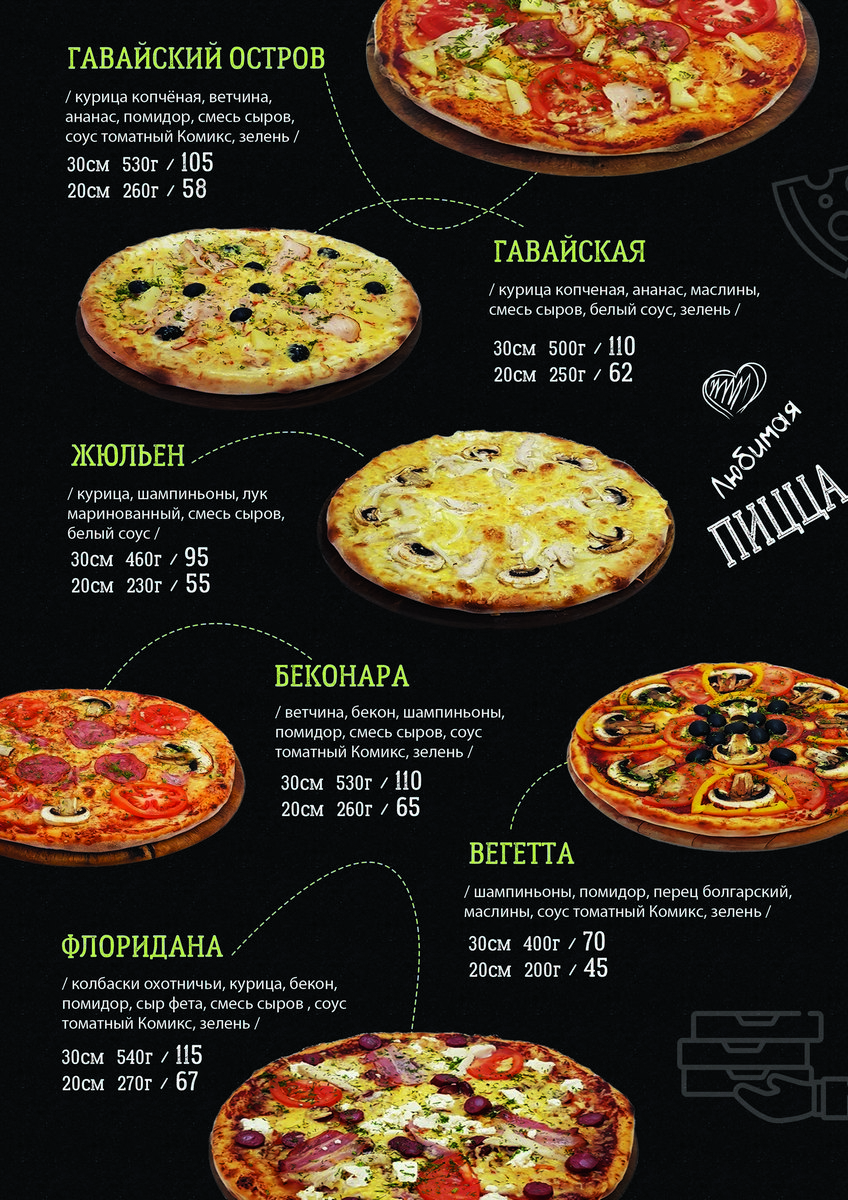 ГАВАЙСКИЙ ОСТРОВ
/ курица копчёная, ветчина,
ананас, помидор, смесь сыров,
соус томатный Комикс, зелень /
30см 530г / 105
20см 260г / 58
ГАВАЙСКАЯ
/ курица копченая, ананас, маслины,
смесь сыров, белый соус, зелень /
30см 500г / 110
20см 250г / 62
Любимая
ПИЦЦА
ЖЮЛЬЕН
/ курица, шампиньоны, лук
маринованный, смесь сыров,
белый соус /
30см 460г / 95
20см 230г / 55
БЕКОНАРА
/ ветчина, бекон, шампиньоны,
помидор, смесь сыров, соус
томатный Комикс, зелень /
30см 530г / 110
20см 260г / 65
ВЕГЕТТА
/ шампиньоны, помидор, перец болгарский,
маслины, соус томатный Комикс, зелень /
30см 400г / 70
20см 200г / 45
ФЛОРИДАНА
/ колбаски охотничьи, курица, бекон,
помидор, сыр фета, смесь сыров , соус
томатный Комикс, зелень /
30см 540г / 115
20см 270г / 67